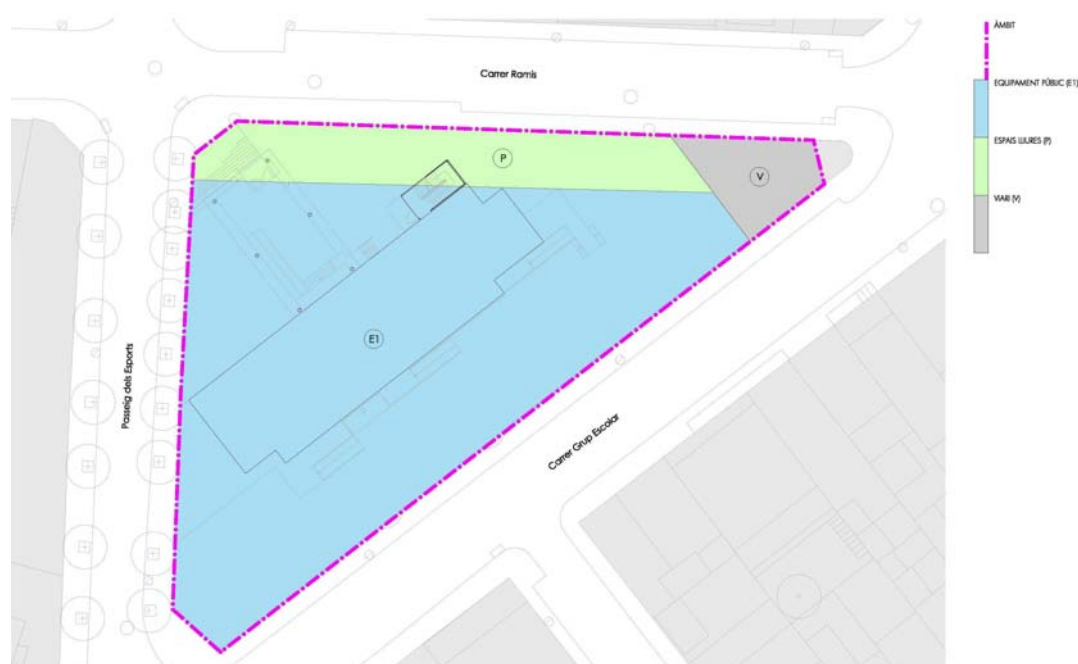 Carrer Ramis
P
V
E1
Passeig dels Esports
Carrer Grup Escolar
ÀMBIT
EQUIPAMENT PÚBLIC (E1)
ESPAIS LLIURES (P)
VIARI (V)